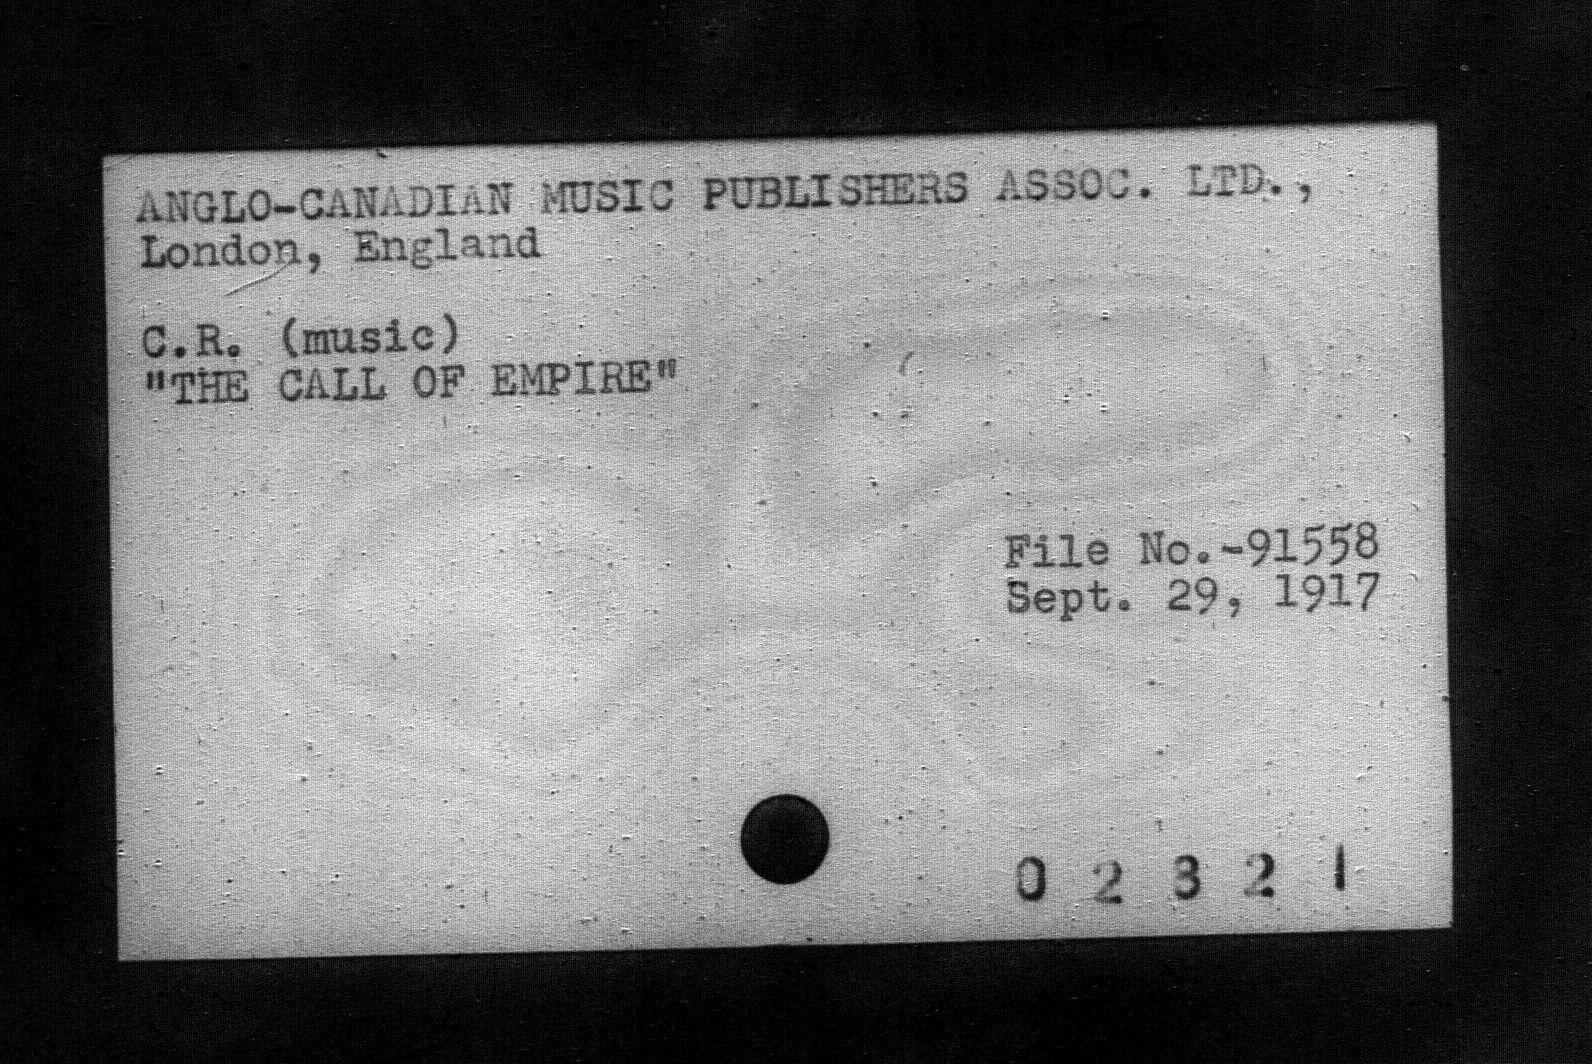 ANGLO-CANADIAN MUSIC PUBLISHERS ASSOC. LTD.,
London, England
C.R. (music)
"THE CALL OF EMPIRE"
File No.-91558
Sept. 29, 1917
0 2 3 2 1